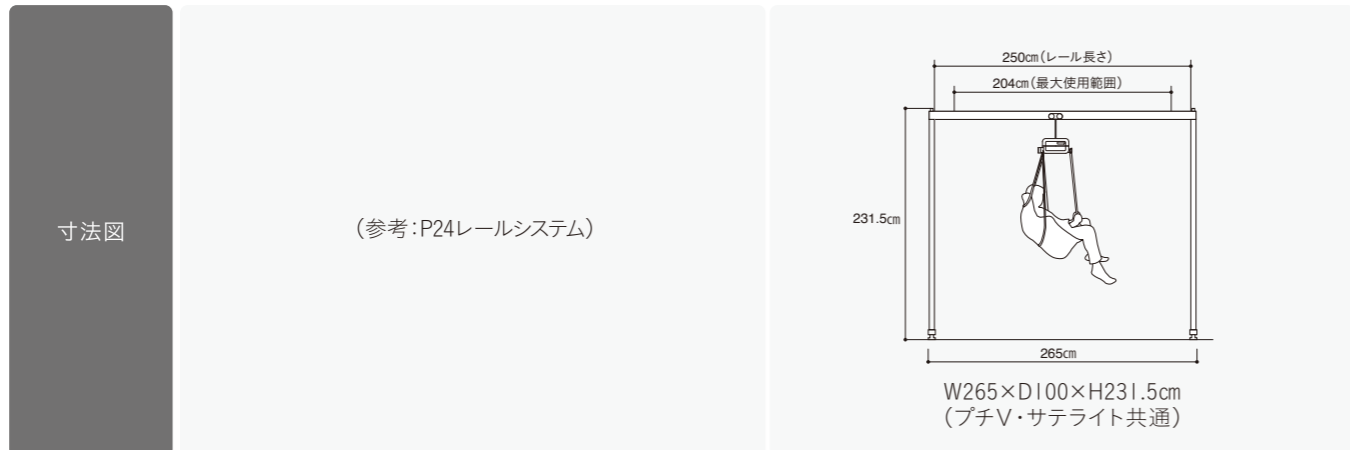 寸法図
（参考：P24レールシステム）
250㎝（レール長さ）
204㎝（最大使用範囲）
231.5㎝
265㎝
W265×D100×H231.5㎝
（プチV・サテライト共通）